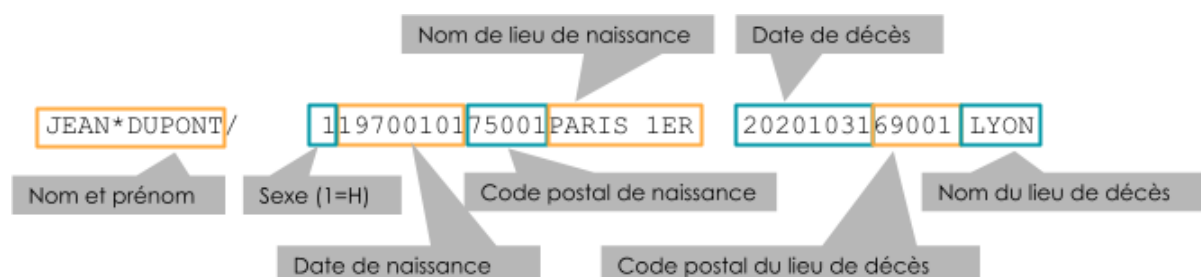 Nom de lieu de naissance Date de décès
JEAN*DUPONT/ 11970010175001PARIS 1ER 2020103169001 LYON
Nom et prénom Sexe (1=H) Code postal de naissance Nom du lieu de décès
Date de naissance Code postal du lieu de décès